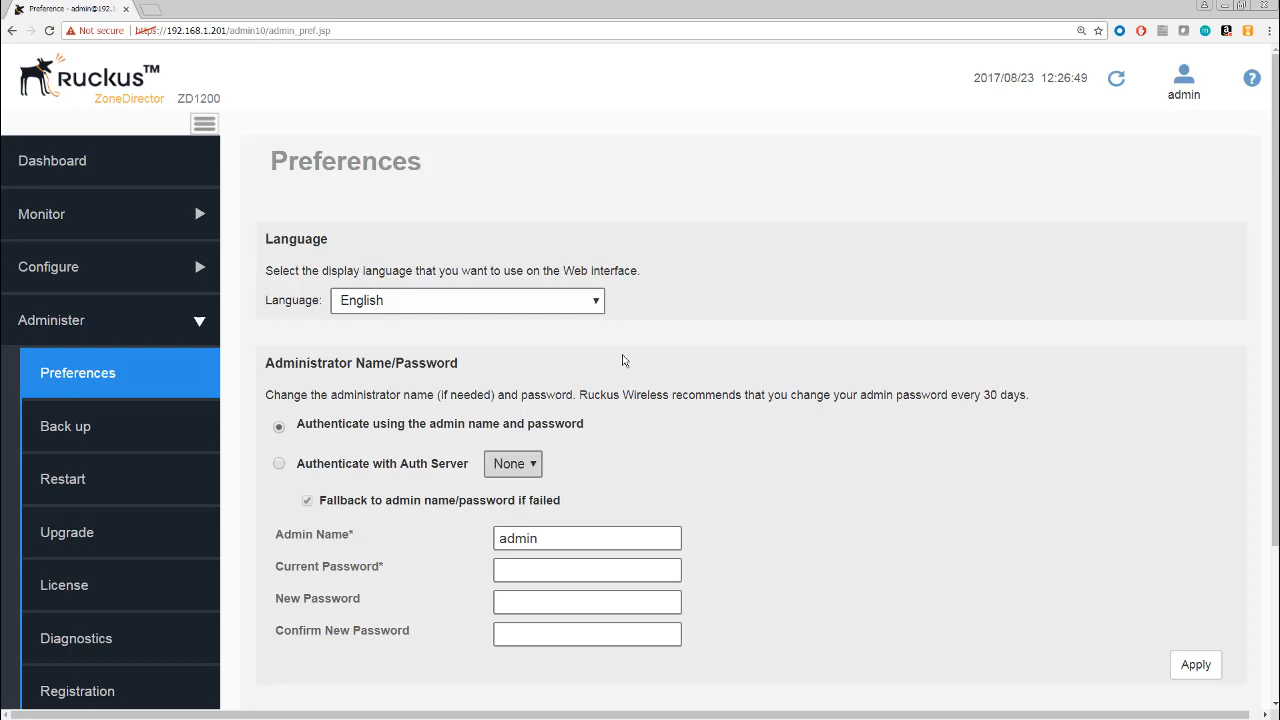 Preference - admin@192.1
Not secure https://192.168.1.201/admin10/admin_pref.jsp
RUCKUS™
ZoneDirector ZD1200
2017/08/23 12:26:49
admin
Dashboard
Monitor
Configure
Administer
Preferences
Back up
Restart
Upgrade
License
Diagnostics
Registration
Preferences
Language
Select the display language that you want to use on the Web interface.
Language: English
Administrator Name/Password
Change the administrator name (if needed) and password. Ruckus Wireless recommends that you change your admin password every 30 days.
Authenticate using the admin name and password
Authenticate with Auth Server None
Fallback to admin name/password if failed
Admin Name* admin
Current Password*
New Password
Confirm New Password
Apply